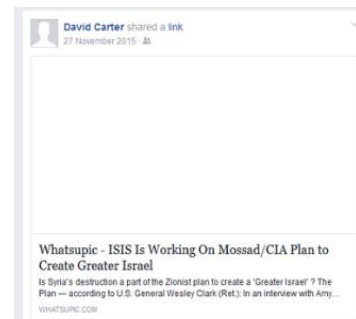 David Carter shared a link
27 November 2015
Whatsupic - ISIS Is Working On Mossad/CIA Plan to
Create Greater Israel
Is Syria's destruction a part of the Zionist plan to create a 'Greater Israel' ? The
Plan — according to U.S. General Wesley Clark (Ret.): In an interview with Amy...
WHATSUPIC.COM